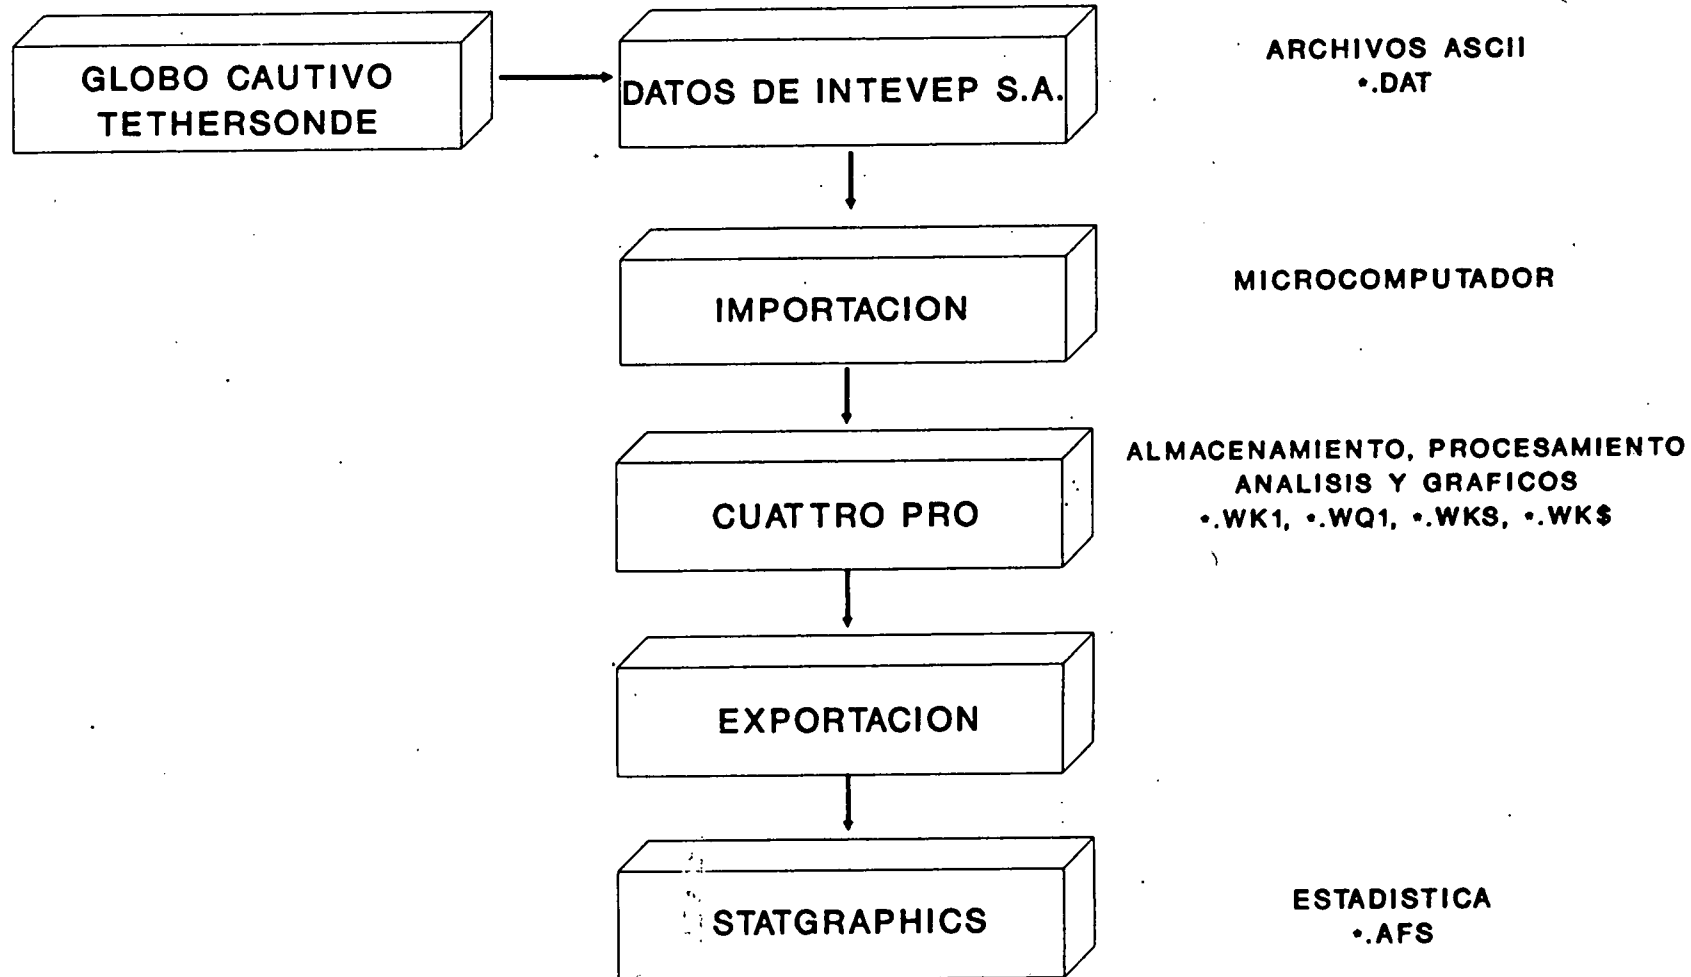 GLOBO CAUTIVO
TETHERSONDE
DATOS DE INTEVEP S.A.
ARCHIVOS ASCII
*.DAT
IMPORTACION
MICROCOMPUTADOR
CUATTRO PRO
ALMACENAMIENTO, PROCESAMIENTO
ANALISIS Y GRAFICOS
*.WK1, *.WQ1, *.WKS, *.WK$
EXPORTACION
STATGRAPHICS
ESTADISTICA
*.AFS